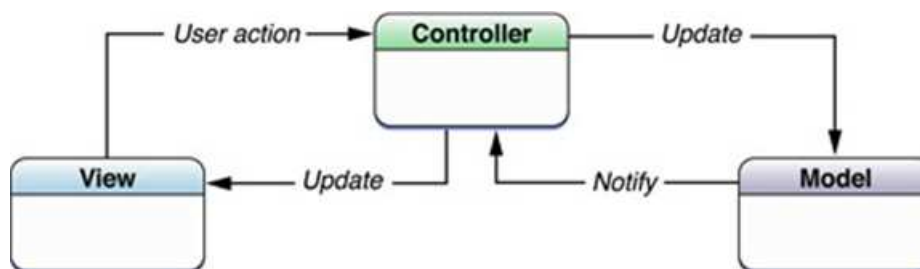 User action
Controller
Update
View
Update
Notify
Model